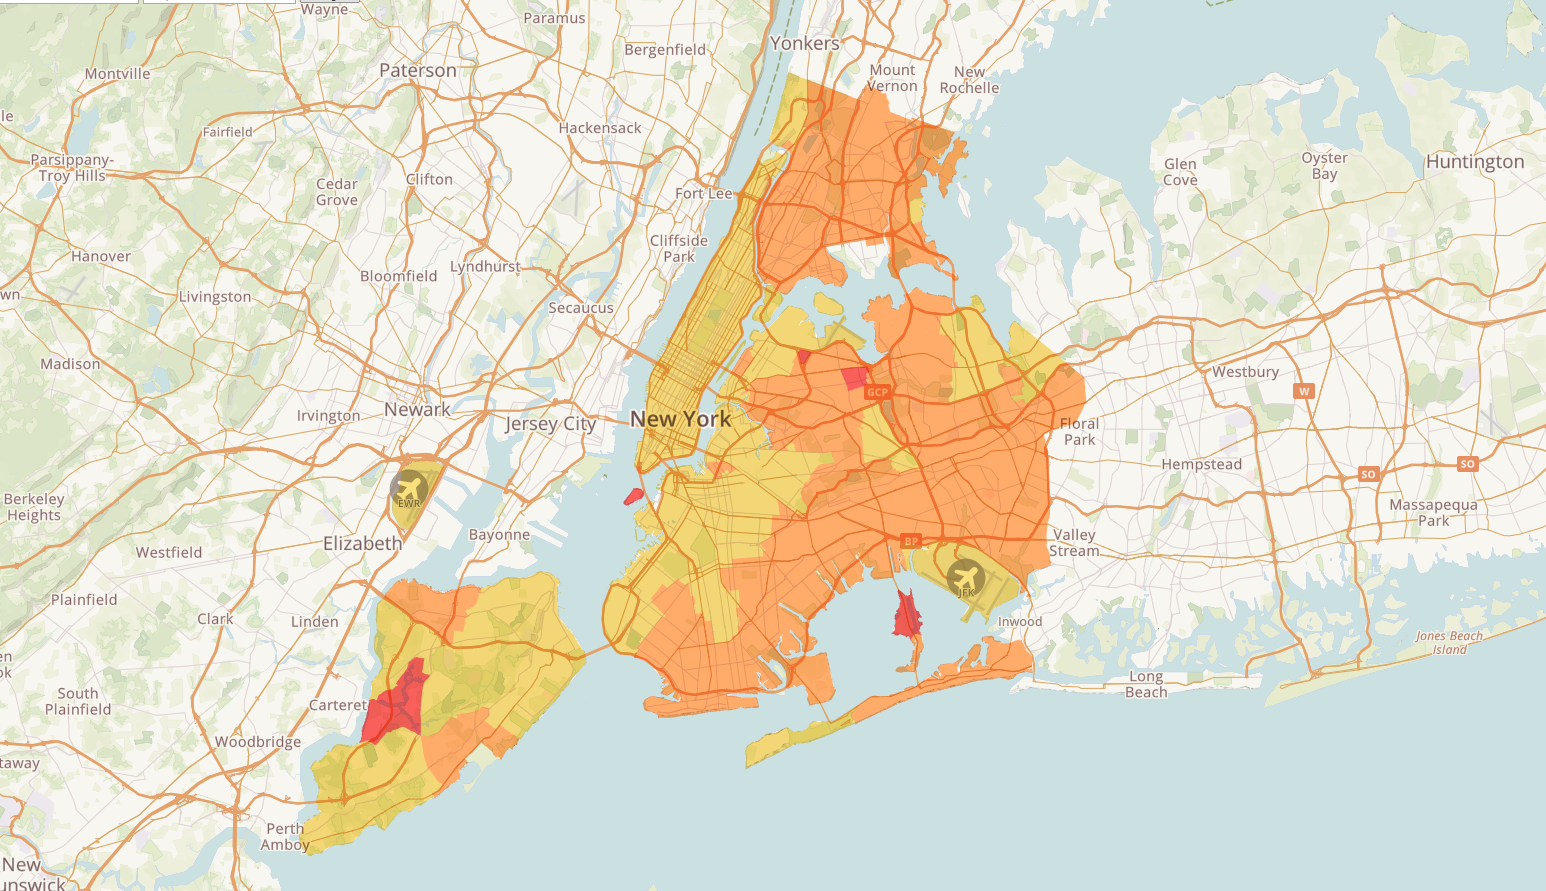 Wayne
Paramus
Yonkers
Bergenfield
Montville
Paterson
Mount
Vernon
New
Rochelle
le
Fairfield
Hackensack
Parsippany-
Troy Hills
Cedar
Grove
Clifton
Fort Lee
Glen
Cove
Oyster
Bay
Huntington
Cliffside
Park
Hanover
Bloomfield
Lyndhurst
wn
Livingston
Secaucus
Madison
Westbury
GCP
W
Irvington
Newark
Jersey City
New York
Floral
Park
Hempstead
SO
SO
Berkeley
Heights
EWR
Massapequa
Park
Elizabeth
Bayonne
BP
Valley
Stream
Westfield
JFK
Plainfield
Clark
Linden
Inwood
Jones Beach
Island
en
ok
South
Plainfield
Carteret
Long
Beach
Woodbridge
taway
Perth
Amboy
New
unswick